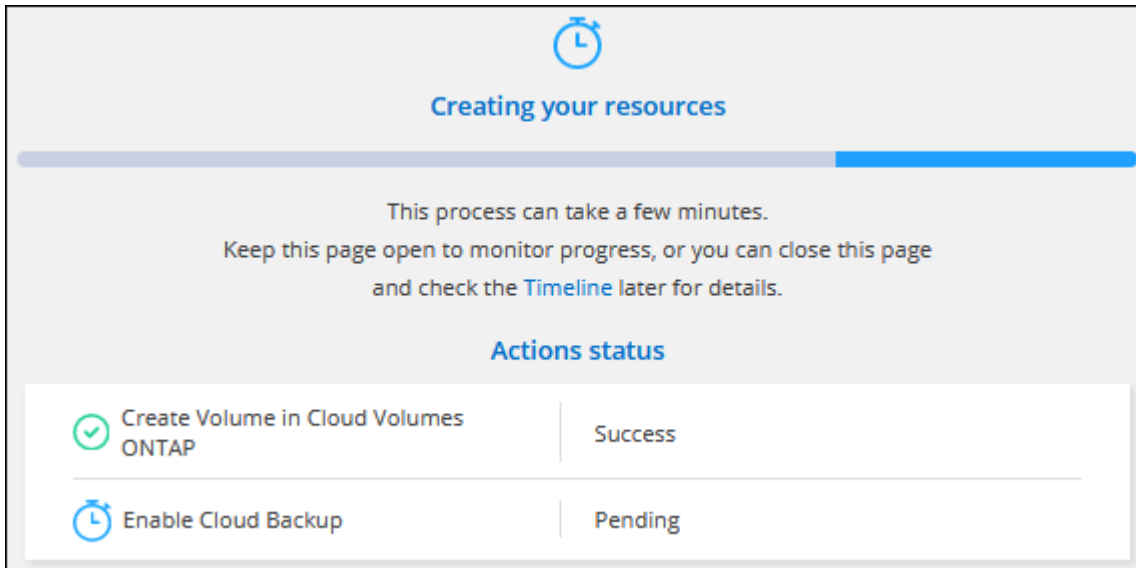 Creating your resources
This process can take a few minutes.
Keep this page open to monitor progress, or you can close this page
and check the Timeline later for details.
Actions status
Create Volume in Cloud Volumes
ONTAP
Success
Enable Cloud Backup
Pending